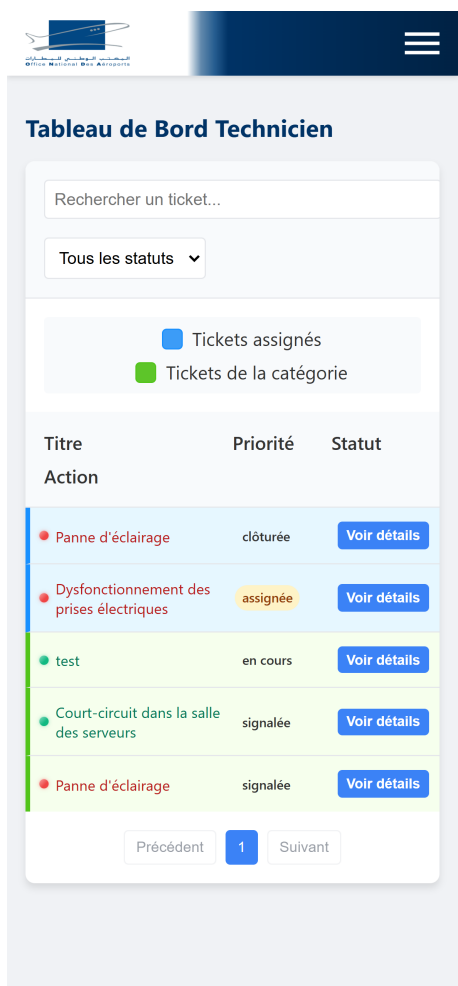 المكتب الوطني للمطارات
Office National Des Aéroports
Tableau de Bord Technicien
Rechercher un ticket...
Tous les statuts
Tickets assignés
Tickets de la catégorie
Titre Priorité Statut
Action
Panne d'éclairage clôturée Voir détails
Dysfonctionnement des
prises électriques assignée Voir détails
test en cours Voir détails
Court-circuit dans la salle
des serveurs signalée Voir détails
Panne d'éclairage signalée Voir détails
Précédent 1 Suivant